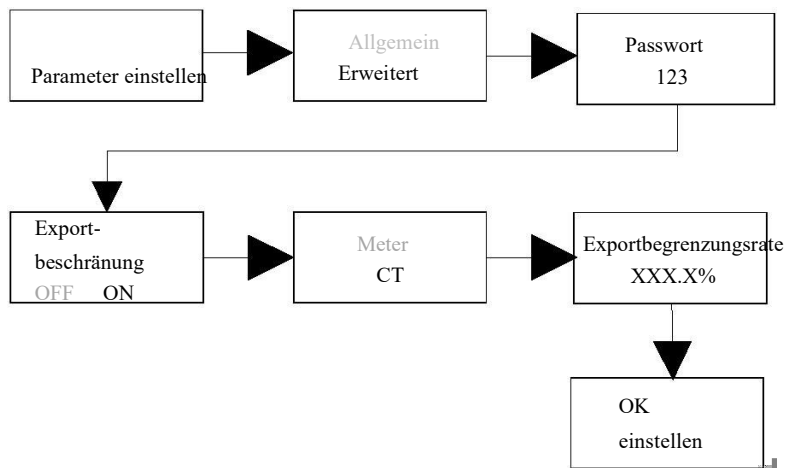 Parameter einstellen
Allgemein
Erweitert
Passwort
123
Export-
beschränung
OFF ON
Meter
CT
Exportbegrenzungsrate
XXX.X%
OK
einstellen